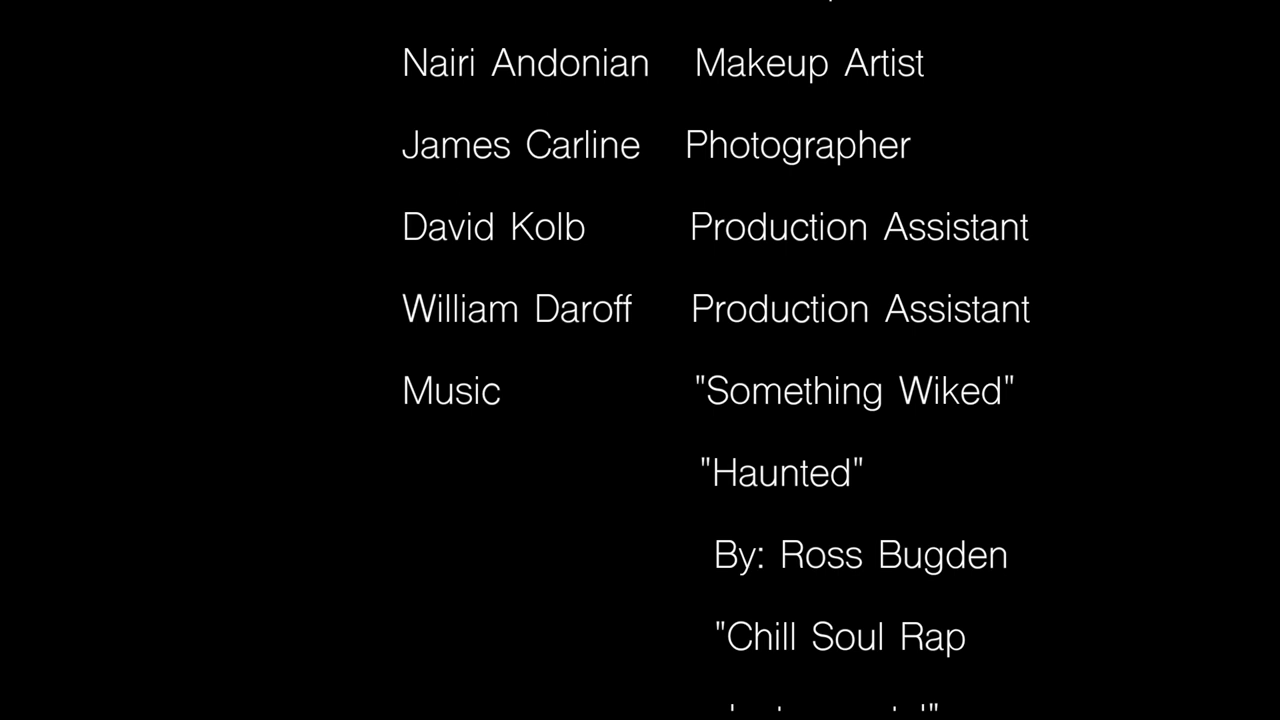 Nairi Andonian Makeup Artist
James Carline Photographer
David Kolb Production Assistant
William Daroff Production Assistant
Music "Something Wiked"
"Haunted"
By: Ross Bugden
"Chill Soul Rap